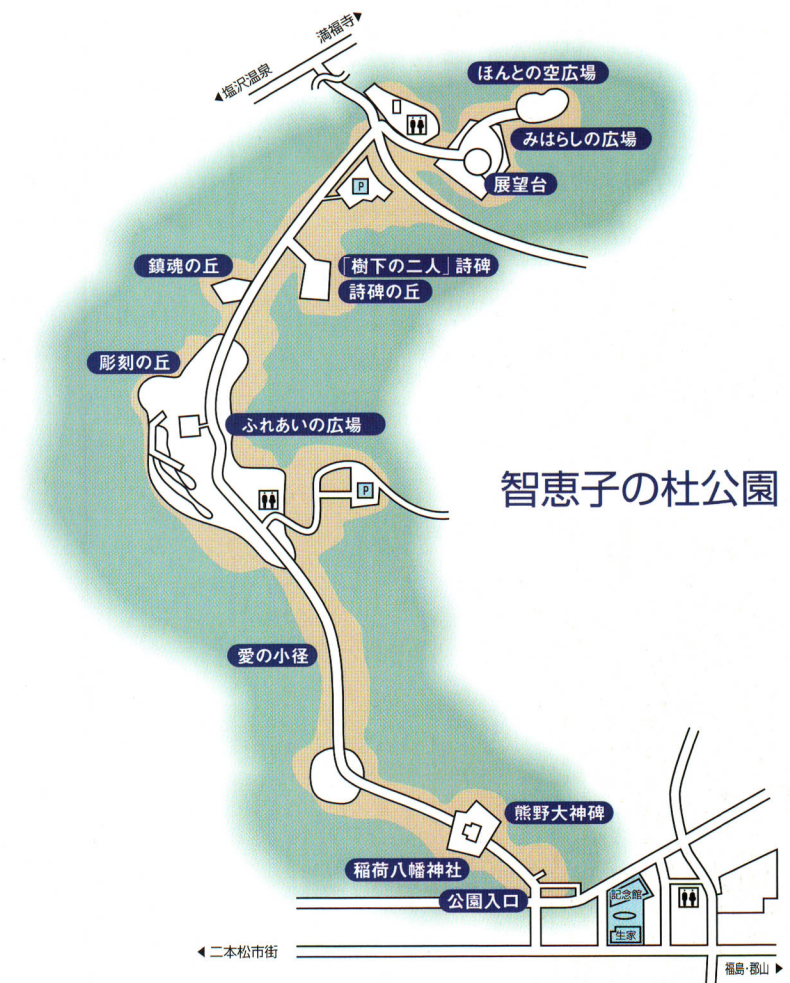 満福寺▶
◀塩沢温泉
ほんとの空広場
みはらしの広場
展望台
P
「樹下の二人」詩碑
詩碑の丘
鎮魂の丘
彫刻の丘
ふれあいの広場
P
智恵子の杜公園
愛の小径
熊野大神碑
稲荷八幡神社
公園入口
記念館
生家
◀二本松市街
福島・郡山▶